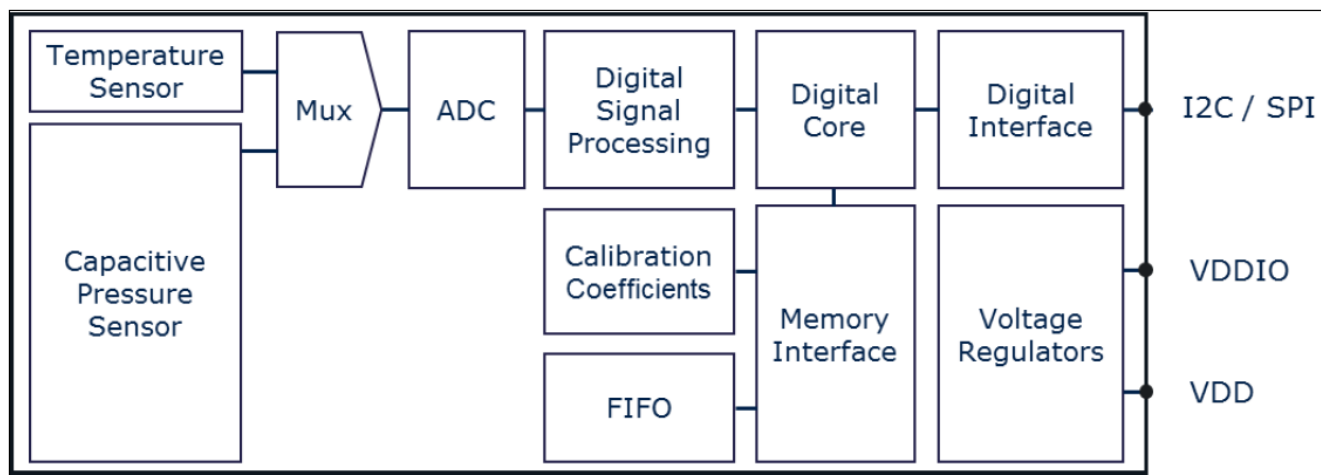 Temperature
Sensor
Mux
ADC
Digital
Signal
Processing
Digital
Core
Digital
Interface
I2C / SPI
Capacitive
Pressure
Sensor
Calibration
Coefficients
FIFO
Memory
Interface
Voltage
Regulators
VDDIO
VDD